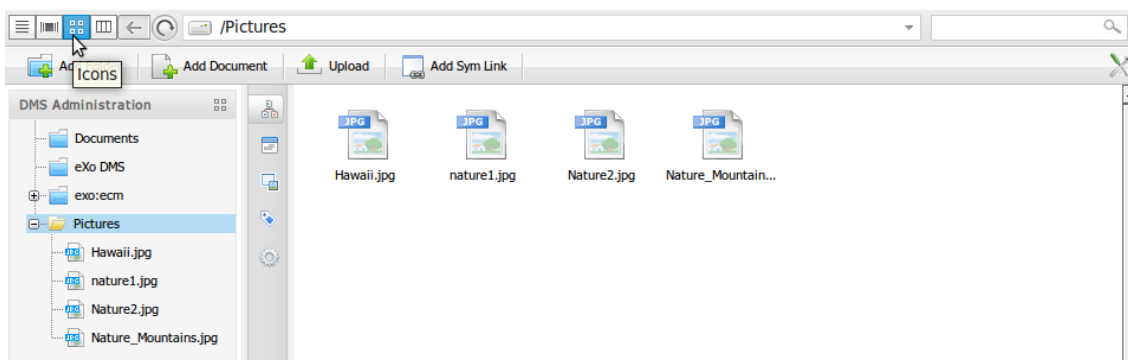 /Pictures
Add Document
Upload
Add Sym Link
Icons
DMS Administration
Documents
eXo DMS
exo:ecm
Pictures
Hawaii.jpg
nature1.jpg
Nature2.jpg
Nature_Mountains.jpg
JPG JPG JPG JPG
Hawaii.jpg nature1.jpg Nature2.jpg Nature_Mountain...